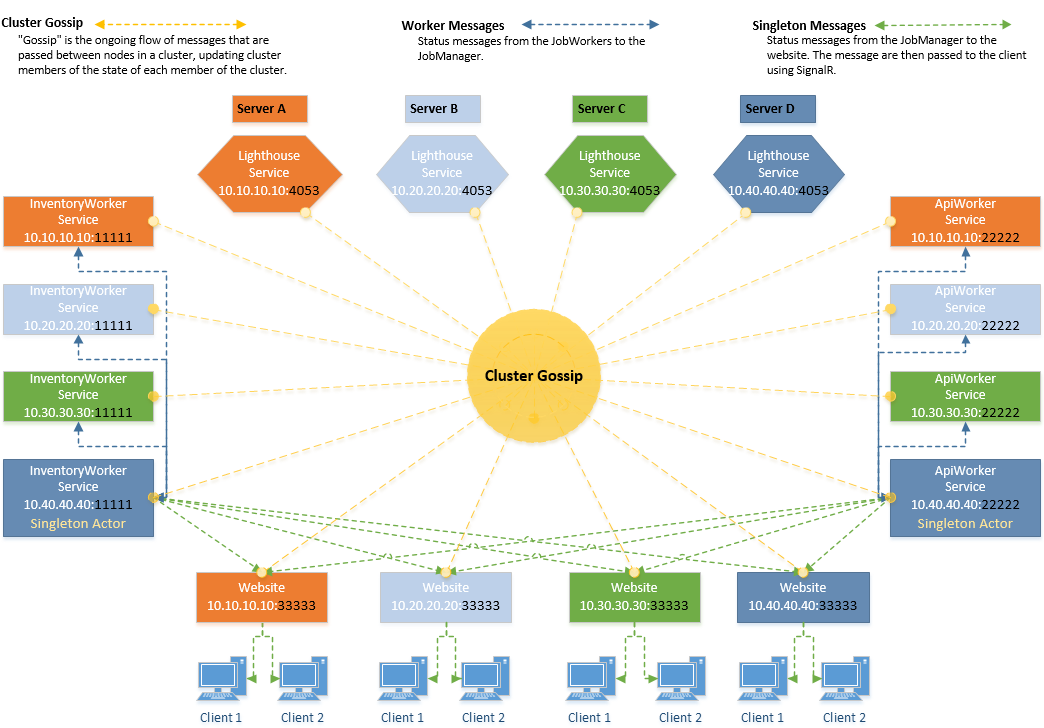 Cluster Gossip
"Gossip" is the ongoing flow of messages that are
passed between nodes in a cluster, updating cluster
members of the state of each member of the cluster.
Worker Messages
Status messages from the JobWorkers to the
JobManager.
Singleton Messages
Status messages from the JobManager to the
website. The message are then passed to the client
using SignalR.
Server A
Server B
Server C
Server D
Lighthouse
Service
10.10.10.10:4053
Lighthouse
Service
10.20.20.20:4053
Lighthouse
Service
10.30.30.30:4053
Lighthouse
Service
10.40.40.40:4053
InventoryWorker
Service
10.10.10.10:11111
InventoryWorker
Service
10.20.20.20:11111
InventoryWorker
Service
10.30.30.30:11111
InventoryWorker
Service
10.40.40.40:11111
Singleton Actor
Cluster Gossip
ApiWorker
Service
10.10.10.10:22222
ApiWorker
Service
10.20.20.20:22222
ApiWorker
Service
10.30.30.30:22222
ApiWorker
Service
10.40.40.40:22222
Singleton Actor
Website
10.10.10.10:33333
Website
10.20.20.20:33333
Website
10.30.30.30:33333
Website
10.40.40.40:33333
Client 1
Client 2
Client 1
Client 2
Client 1
Client 2
Client 1
Client 2